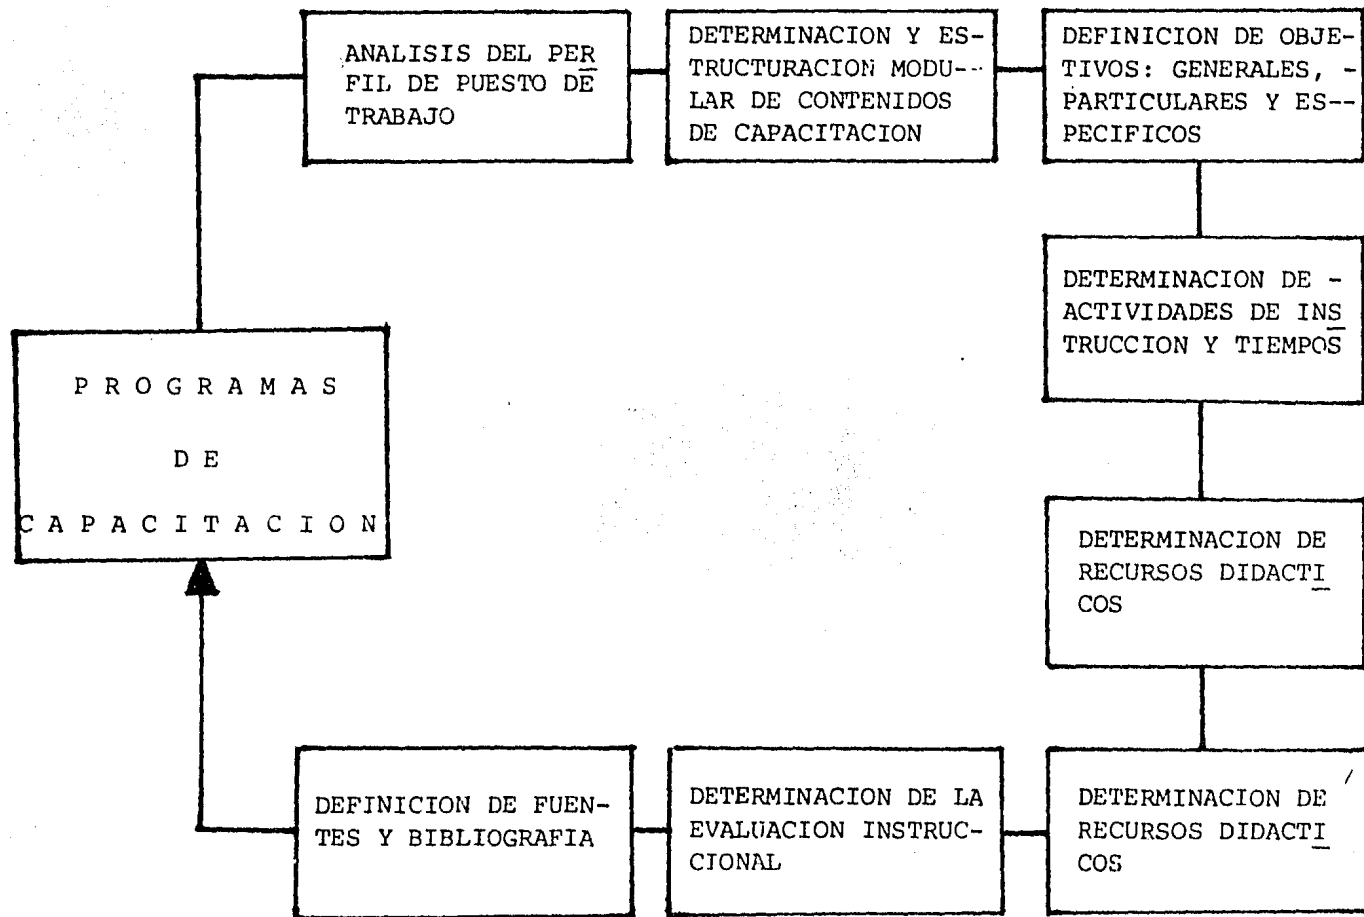 ANALISIS DEL PER
FIL DE PUESTO DE
TRABAJO
DETERMINACION Y ES-
TRUCTURACION MODU--
LAR DE CONTENIDOS
DE CAPACITACION
DEFINICION DE OBJE-
TIVOS: GENERALES, -
PARTICULARES Y ES--
PECIFICOS
DETERMINACION DE -
ACTIVIDADES DE INS
TRUCCION Y TIEMPOS
DETERMINACION DE
RECURSOS DIDACTI
COS
DETERMINACION DE
RECURSOS DIDACTI
COS
DETERMINACION DE LA
EVALUACION INSTRUC-
CIONAL
DEFINICION DE FUEN-
TES Y BIBLIOGRAFIA
P R O G R A M A S
D E
C A P A C I T A C I O N